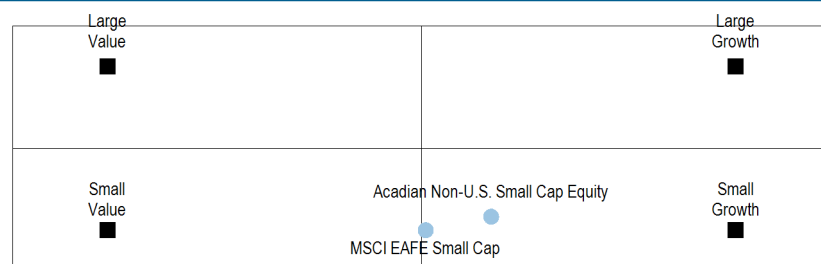 Large
Value
Large
Growth
Small
Value
Acadian Non-U.S. Small Cap Equity
Small
Growth
MSCI EAFE Small Cap